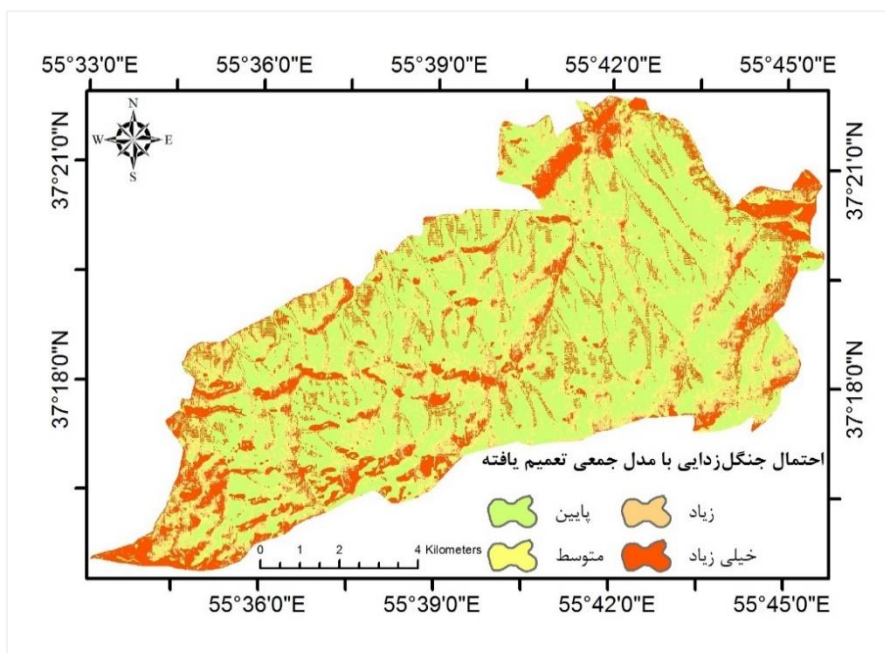 55°33'0"E 55°36'0"E 55°39'0"E 55°42'0"E 55°45'0"E
N
W E
S
37°21'0"N
37°21'0"N
37°18'0"N
37°18'0"N
احتمال جنگل‌زدایی با مدل جمعی تعمیم یافته
پایین زیاد
متوسط خیلی زیاد
0 1 2 4 Kilometers
55°36'0"E 55°39'0"E 55°42'0"E 55°45'0"E